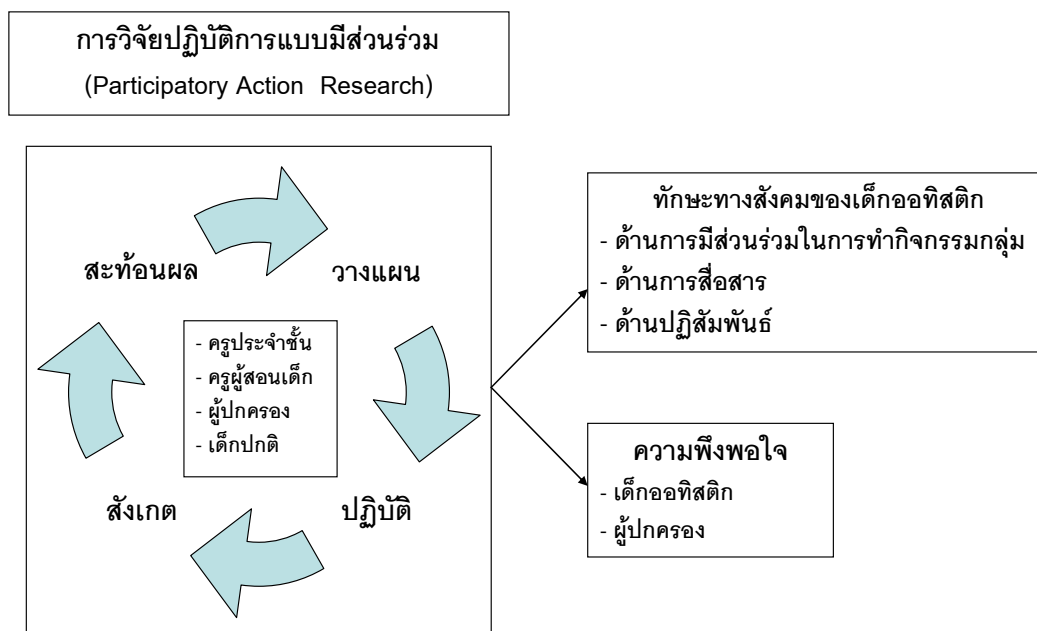 การวิจัยปฏิบัติการแบบมีส่วนร่วม
(Participatory Action Research)
สะท้อนผล
วางแผน
- ครูประจำชั้น
- ครูผู้สอนเด็ก
- ผู้ปกครอง
- เด็กปกติ
สังเกต
ปฏิบัติ
ทักษะทางสังคมของเด็กออทิสติก
- ด้านการมีส่วนร่วมในการทำกิจกรรมกลุ่ม
- ด้านการสื่อสาร
- ด้านปฏิสัมพันธ์
ความพึงพอใจ
- เด็กออทิสติก
- ผู้ปกครอง